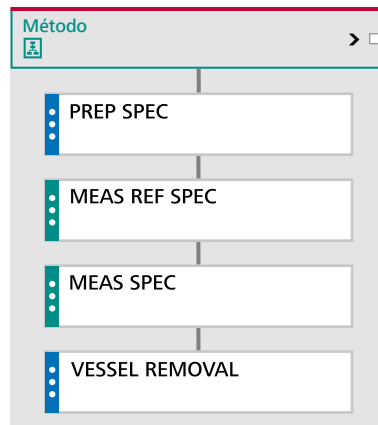 Método
PREP SPEC
MEAS REF SPEC
MEAS SPEC
VESSEL REMOVAL